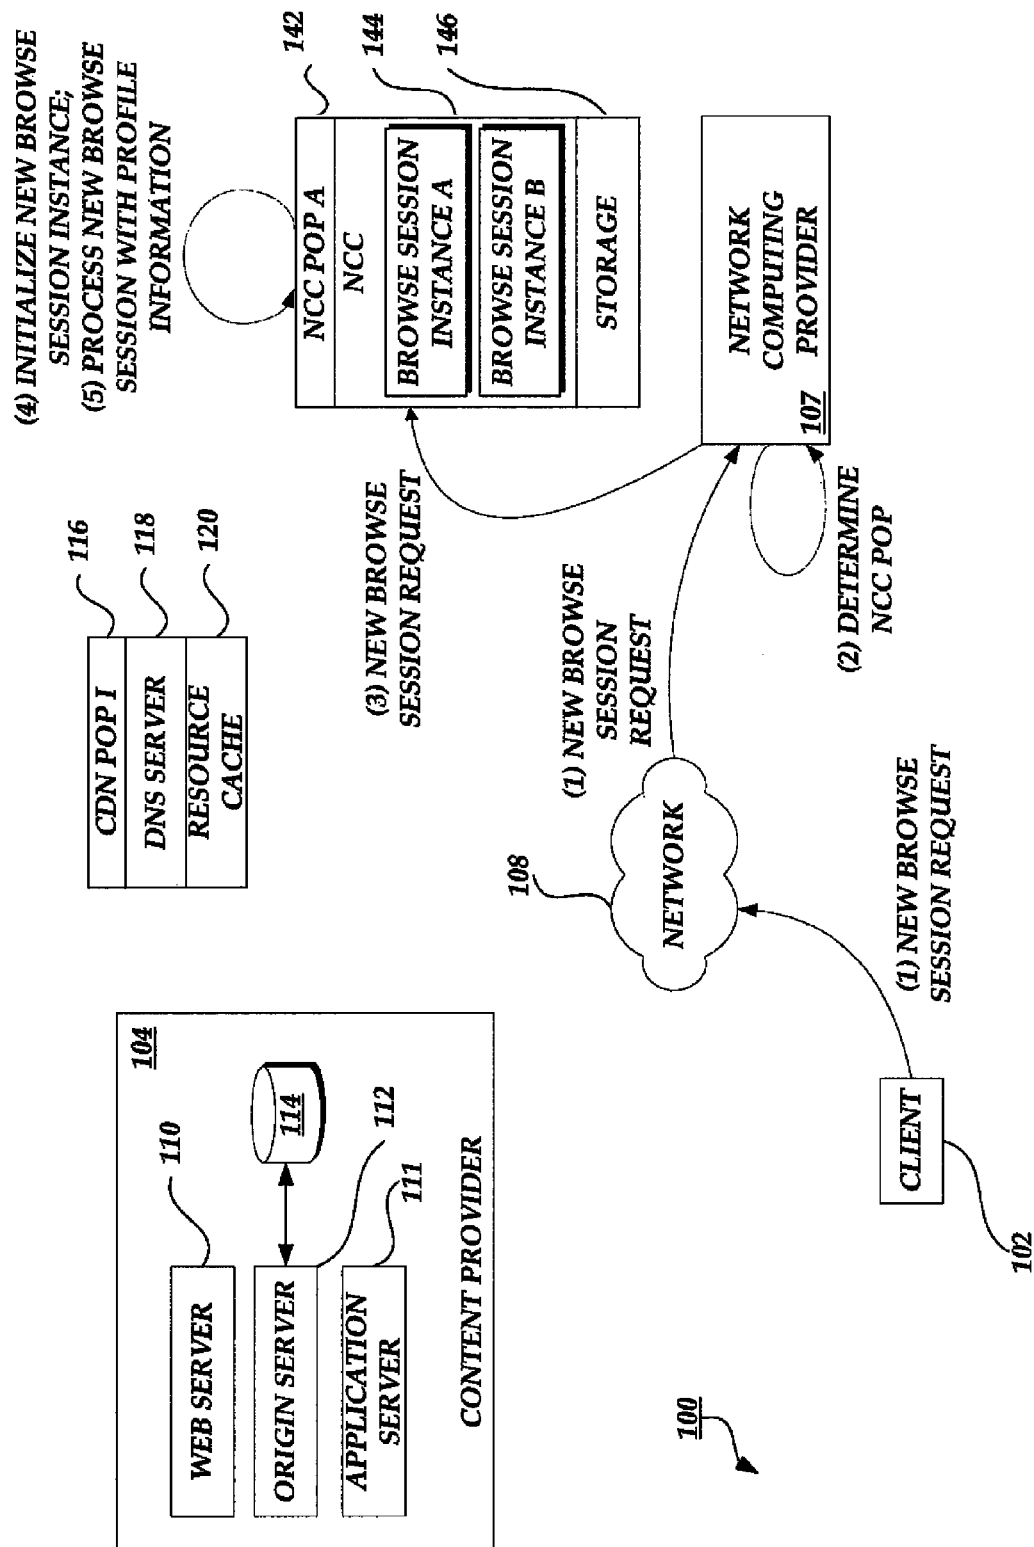 104
WEB SERVER
110
ORIGIN SERVER
114
112
APPLICATION
SERVER
111
CONTENT PROVIDER
CDN POP I
116
DNS SERVER
118
RESOURCE
CACHE
120
(4) INITIALIZE NEW BROWSE
SESSION INSTANCE;
(5) PROCESS NEW BROWSE
SESSION WITH PROFILE
INFORMATION
NCC POP A
142
NCC
144
BROWSE SESSION
INSTANCE A
BROWSE SESSION
INSTANCE B
146
STORAGE
(3) NEW BROWSE
SESSION REQUEST
(1) NEW BROWSE
SESSION
REQUEST
108
NETWORK
NETWORK
COMPUTING
PROVIDER
107
(2) DETERMINE
NCC POP
(1) NEW BROWSE
SESSION REQUEST
CLIENT
102
100